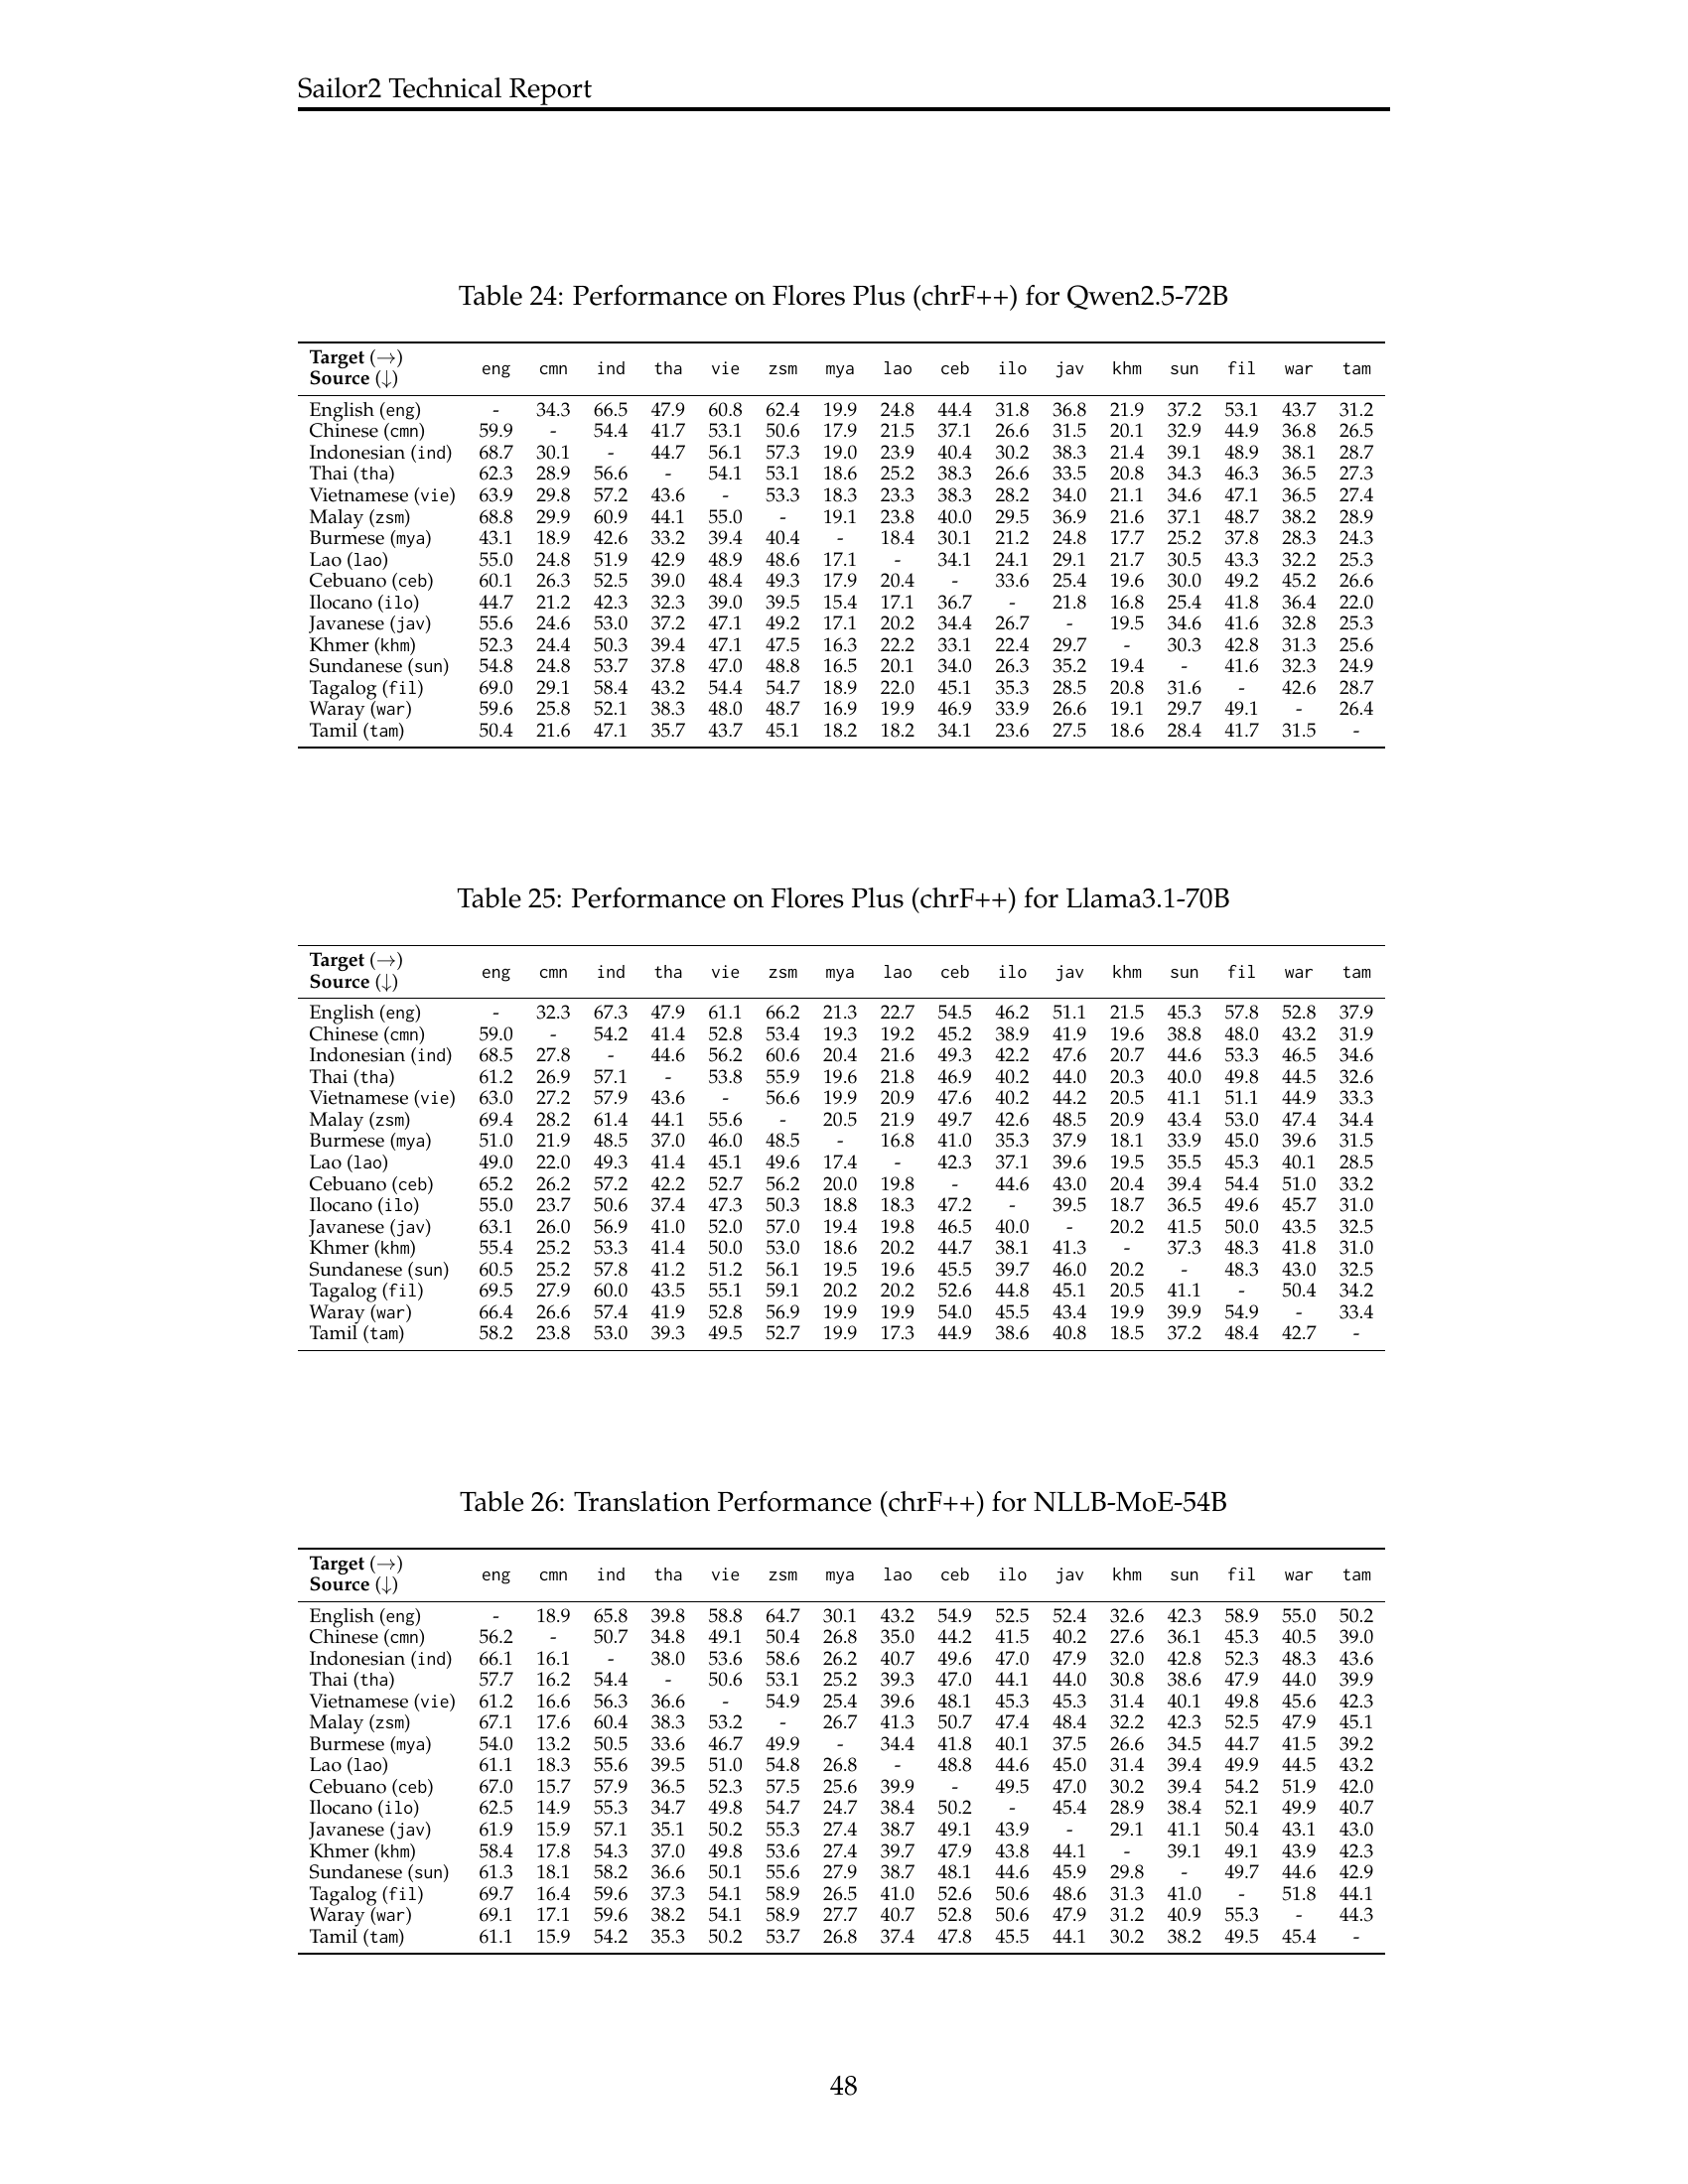 Sailor2 Technical Report
Table 24: Performance on Flores Plus (chrF++) for Qwen2.5-72B
Target (→)
Source (↓) eng cmn ind tha vie zsm mya lao ceb ilo jav khm sun fil war tam
English (eng) - 34.3 66.5 47.9 60.8 62.4 19.9 24.8 44.4 31.8 36.8 21.9 37.2 53.1 43.7 31.2
Chinese (cmn) 59.9 - 54.4 41.7 53.1 50.6 17.9 21.5 37.1 26.6 31.5 20.1 32.9 44.9 36.8 26.5
Indonesian (ind) 68.7 30.1 - 44.7 56.1 57.3 19.0 23.9 40.4 30.2 38.3 21.4 39.1 48.9 38.1 28.7
Thai (tha) 62.3 28.9 56.6 - 54.1 53.1 18.6 25.2 38.3 26.6 33.5 20.8 34.3 46.3 36.5 27.3
Vietnamese (vie) 63.9 29.8 57.2 43.6 - 53.3 18.3 23.3 38.3 28.2 34.0 21.1 34.6 47.1 36.5 27.4
Malay (zsm) 68.8 29.9 60.9 44.1 55.0 - 19.1 23.8 40.0 29.5 36.9 21.6 37.1 48.7 38.2 28.9
Burmese (mya) 43.1 18.9 42.6 33.2 39.4 40.4 - 18.4 30.1 21.2 24.8 17.7 25.2 37.8 28.3 24.3
Lao (lao) 55.0 24.8 51.9 42.9 48.9 48.6 17.1 - 34.1 24.1 29.1 21.7 30.5 43.3 32.2 25.3
Cebuano (ceb) 60.1 26.3 52.5 39.0 48.4 49.3 17.9 20.4 - 33.6 25.4 19.6 30.0 49.2 45.2 26.6
Ilocano (ilo) 44.7 21.2 42.3 32.3 39.0 39.5 15.4 17.1 36.7 - 21.8 16.8 25.4 41.8 36.4 22.0
Javanese (jav) 55.6 24.6 53.0 37.2 47.1 49.2 17.1 20.2 34.4 26.7 - 19.5 34.6 41.6 32.8 25.3
Khmer (khm) 52.3 24.4 50.3 39.4 47.1 47.5 16.3 22.2 33.1 22.4 29.7 - 30.3 42.8 31.3 25.6
Sundanese (sun) 54.8 24.8 53.7 37.8 47.0 48.8 16.5 20.1 34.0 26.3 35.2 19.4 - 41.6 32.3 24.9
Tagalog (fil) 69.0 29.1 58.4 43.2 54.4 54.7 18.9 22.0 45.1 35.3 28.5 20.8 31.6 - 42.6 28.7
Waray (war) 59.6 25.8 52.1 38.3 48.0 48.7 16.9 19.9 46.9 33.9 26.6 19.1 29.7 49.1 - 26.4
Tamil (tam) 50.4 21.6 47.1 35.7 43.7 45.1 18.2 18.2 34.1 23.6 27.5 18.6 28.4 41.7 31.5 -
Table 25: Performance on Flores Plus (chrF++) for Llama3.1-70B
Target (→)
Source (↓) eng cmn ind tha vie zsm mya lao ceb ilo jav khm sun fil war tam
English (eng) - 32.3 67.3 47.9 61.1 66.2 21.3 22.7 54.5 46.2 51.1 21.5 45.3 57.8 52.8 37.9
Chinese (cmn) 59.0 - 54.2 41.4 52.8 53.4 19.3 19.2 45.2 38.9 41.9 19.6 38.8 48.0 43.2 31.9
Indonesian (ind) 68.5 27.8 - 44.6 56.2 60.6 20.4 21.6 49.3 42.2 47.6 20.7 44.6 53.3 46.5 34.6
Thai (tha) 61.2 26.9 57.1 - 53.8 55.9 19.6 21.8 46.9 40.2 44.0 20.3 40.0 49.8 44.5 32.6
Vietnamese (vie) 63.0 27.2 57.9 43.6 - 56.6 19.9 20.9 47.6 40.2 44.2 20.5 41.1 51.1 44.9 33.3
Malay (zsm) 69.4 28.2 61.4 44.1 55.6 - 20.5 21.9 49.7 42.6 48.5 20.9 43.4 53.0 47.4 34.4
Burmese (mya) 51.0 21.9 48.5 37.0 46.0 48.5 - 16.8 41.0 35.3 37.9 18.1 33.9 45.0 39.6 31.5
Lao (lao) 49.0 22.0 49.3 41.4 45.1 49.6 17.4 - 42.3 37.1 39.6 19.5 35.5 45.3 40.1 28.5
Cebuano (ceb) 65.2 26.2 57.2 42.2 52.7 56.2 20.0 19.8 - 44.6 43.0 20.4 39.4 54.4 51.0 33.2
Ilocano (ilo) 55.0 23.7 50.6 37.4 47.3 50.3 18.8 18.3 47.2 - 39.5 18.7 36.5 49.6 45.7 31.0
Javanese (jav) 63.1 26.0 56.9 41.0 52.0 57.0 19.4 19.8 46.5 40.0 - 20.2 41.5 50.0 43.5 32.5
Khmer (khm) 55.4 25.2 53.3 41.4 50.0 53.0 18.6 20.2 44.7 38.1 41.3 - 37.3 48.3 41.8 31.0
Sundanese (sun) 60.5 25.2 57.8 41.2 51.2 56.1 19.5 19.6 45.5 39.7 46.0 20.2 - 48.3 43.0 32.5
Tagalog (fil) 69.5 27.9 60.0 43.5 55.1 59.1 20.2 20.2 52.6 44.8 45.1 20.5 41.1 - 50.4 34.2
Waray (war) 66.4 26.6 57.4 41.9 52.8 56.9 19.9 19.9 54.0 45.5 43.4 19.9 39.9 54.9 - 33.4
Tamil (tam) 58.2 23.8 53.0 39.3 49.5 52.7 19.9 17.3 44.9 38.6 40.8 18.5 37.2 48.4 42.7 -
Table 26: Translation Performance (chrF++) for NLLB-MoE-54B
Target (→)
Source (↓) eng cmn ind tha vie zsm mya lao ceb ilo jav khm sun fil war tam
English (eng) - 18.9 65.8 39.8 58.8 64.7 30.1 43.2 54.9 52.5 52.4 32.6 42.3 58.9 55.0 50.2
Chinese (cmn) 56.2 - 50.7 34.8 49.1 50.4 26.8 35.0 44.2 41.5 40.2 27.6 36.1 45.3 40.5 39.0
Indonesian (ind) 66.1 16.1 - 38.0 53.6 58.6 26.2 40.7 49.6 47.0 47.9 32.0 42.8 52.3 48.3 43.6
Thai (tha) 57.7 16.2 54.4 - 50.6 53.1 25.2 39.3 47.0 44.1 44.0 30.8 38.6 47.9 44.0 39.9
Vietnamese (vie) 61.2 16.6 56.3 36.6 - 54.9 25.4 39.6 48.1 45.3 45.3 31.4 40.1 49.8 45.6 42.3
Malay (zsm) 67.1 17.6 60.4 38.3 53.2 - 26.7 41.3 50.7 47.4 48.4 32.2 42.3 52.5 47.9 45.1
Burmese (mya) 54.0 13.2 50.5 33.6 46.7 49.9 - 34.4 41.8 40.1 37.5 26.6 34.5 44.7 41.5 39.2
Lao (lao) 61.1 18.3 55.6 39.5 51.0 54.8 26.8 - 48.8 44.6 45.0 31.4 39.4 49.9 44.5 43.2
Cebuano (ceb) 67.0 15.7 57.9 36.5 52.3 57.5 25.6 39.9 - 49.5 47.0 30.2 39.4 54.2 51.9 42.0
Ilocano (ilo) 62.5 14.9 55.3 34.7 49.8 54.7 24.7 38.4 50.2 - 45.4 28.9 38.4 52.1 49.9 40.7
Javanese (jav) 61.9 15.9 57.1 35.1 50.2 55.3 27.4 38.7 49.1 43.9 - 29.1 41.1 50.4 43.1 43.0
Khmer (khm) 58.4 17.8 54.3 37.0 49.8 53.6 27.4 39.7 47.9 43.8 44.1 - 39.1 49.1 43.9 42.3
Sundanese (sun) 61.3 18.1 58.2 36.6 50.1 55.6 27.9 38.7 48.1 44.6 45.9 29.8 - 49.7 44.6 42.9
Tagalog (fil) 69.7 16.4 59.6 37.3 54.1 58.9 26.5 41.0 52.6 50.6 48.6 31.3 41.0 - 51.8 44.1
Waray (war) 69.1 17.1 59.6 38.2 54.1 58.9 27.7 40.7 52.8 50.6 47.9 31.2 40.9 55.3 - 44.3
Tamil (tam) 61.1 15.9 54.2 35.3 50.2 53.7 26.8 37.4 47.8 45.5 44.1 30.2 38.2 49.5 45.4 -
48